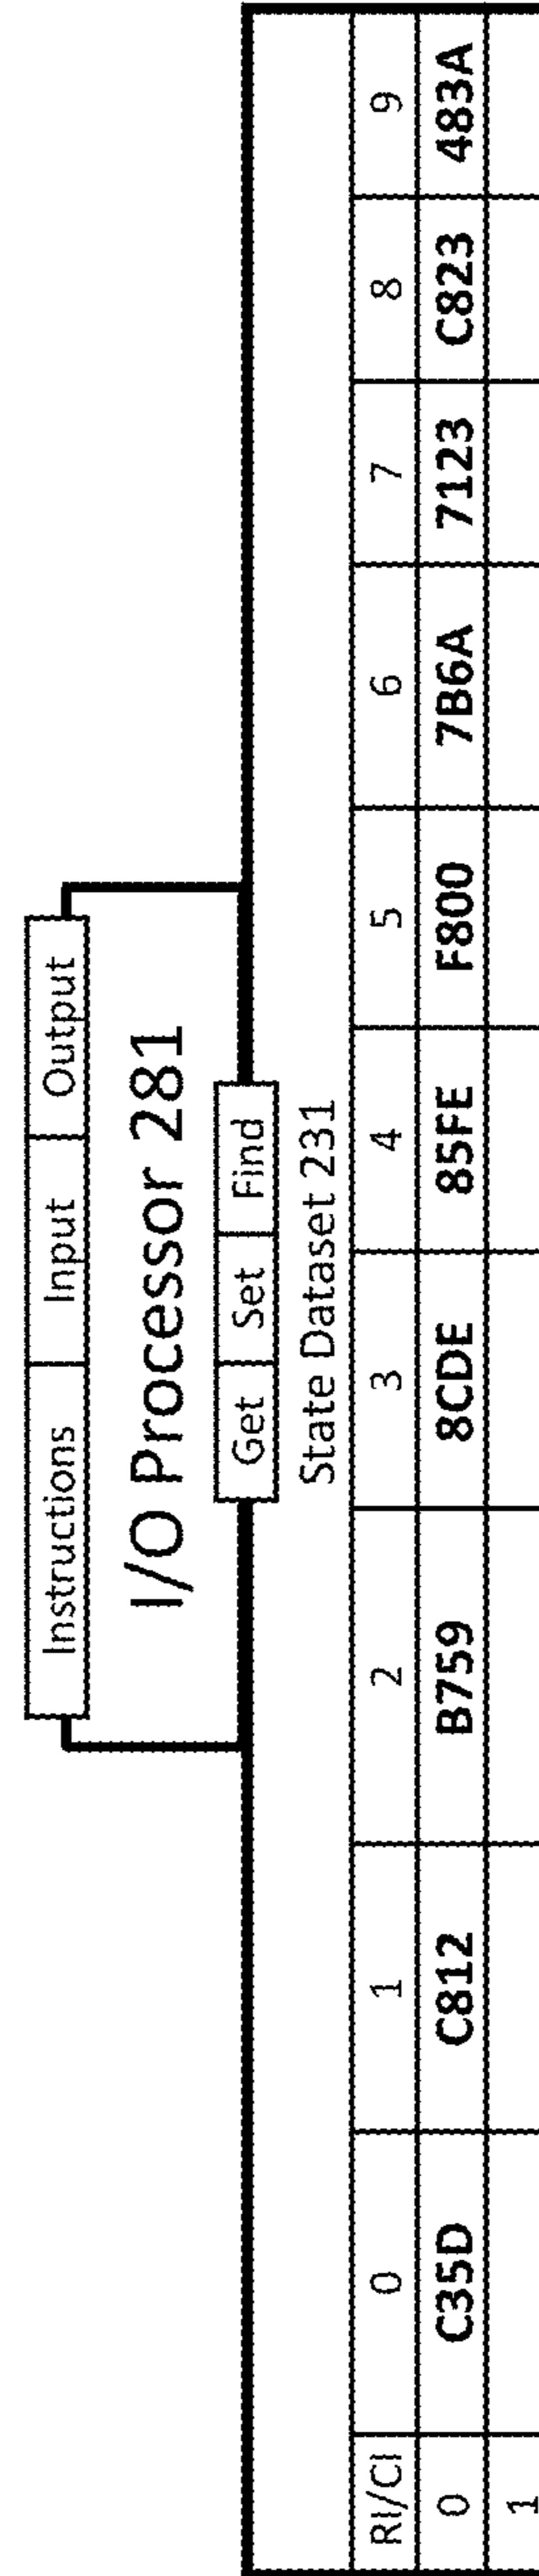 Instructions Input Output
I/O Processor 281
Get Set Find
State Dataset 231
RI/CI 0 1 2 3 4 5 6 7 8 9
0 C35D C812 B759 8CDE 85FE F800 7B6A 7123 C823 483A
1